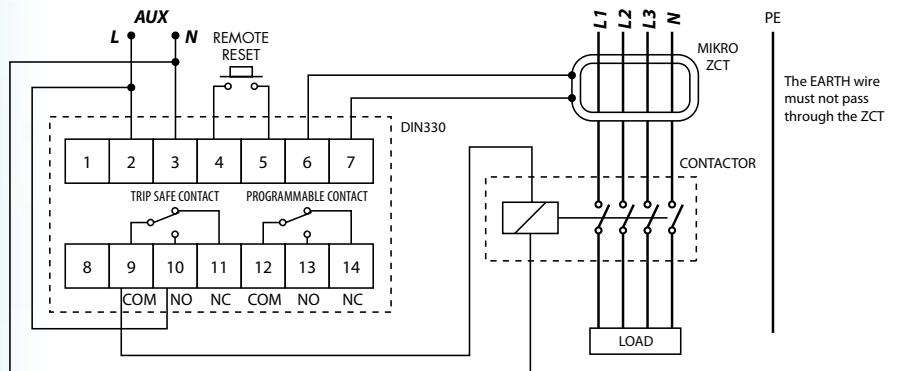 AUX
L N
REMOTE
RESET
L1 L2 L3 N
PE
MIKRO
ZCT
The EARTH wire
must not pass
through the ZCT
DIN330
1 2 3 4 5 6 7
CONTACTOR
TRIP SAFE CONTACT PROGRAMMABLE CONTACT
8 9 10 11 12 13 14
COM NO NC COM NO NC
LOAD